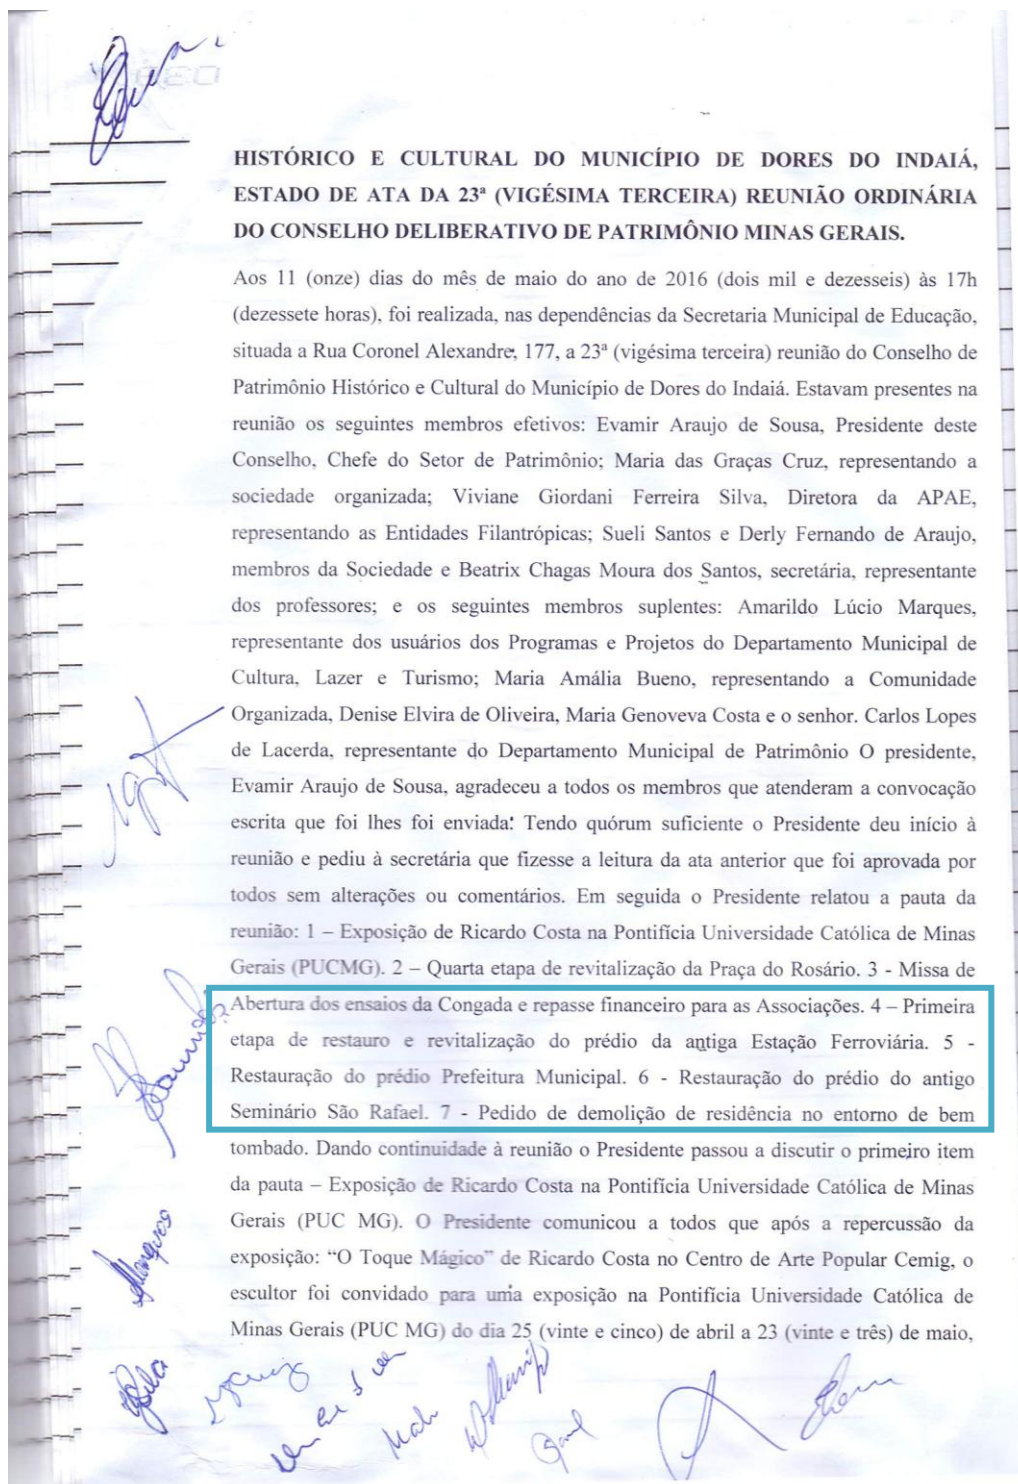 HISTÓRICO E CULTURAL DO MUNICÍPIO DE DORES DO INDAIÁ,
ESTADO DE ATA DA 23ª (VIGÉSIMA TERCEIRA) REUNIÃO ORDINÁRIA
DO CONSELHO DELIBERATIVO DE PATRIMÔNIO MINAS GERAIS.
Aos 11 (onze) dias do mês de maio do ano de 2016 (dois mil e dezesseis) às 17h
(dezessete horas), foi realizada, nas dependências da Secretaria Municipal de Educação,
situada a Rua Coronel Alexandre, 177, a 23ª (vigésima terceira) reunião do Conselho de
Patrimônio Histórico e Cultural do Município de Dores do Indaiá. Estavam presentes na
reunião os seguintes membros efetivos: Evamir Araujo de Sousa, Presidente deste
Conselho, Chefe do Setor de Patrimônio; Maria das Graças Cruz, representando a
sociedade organizada; Viviane Giordani Ferreira Silva, Diretora da APAE,
representando as Entidades Filantrópicas; Sueli Santos e Derly Fernando de Araujo,
membros da Sociedade e Beatrix Chagas Moura dos Santos, secretária, representante
dos professores; e os seguintes membros suplentes: Amarildo Lúcio Marques,
representante dos usuários dos Programas e Projetos do Departamento Municipal de
Cultura, Lazer e Turismo; Maria Amália Bueno, representando a Comunidade
Organizada, Denise Elvira de Oliveira, Maria Genoveva Costa e o senhor. Carlos Lopes
de Lacerda, representante do Departamento Municipal de Patrimônio O presidente,
Evamir Araujo de Sousa, agradeceu a todos os membros que atenderam a convocação
escrita que foi lhes foi enviada. Tendo quórum suficiente o Presidente deu início à
reunião e pediu à secretária que fizesse a leitura da ata anterior que foi aprovada por
todos sem alterações ou comentários. Em seguida o Presidente relatou a pauta da
reunião: 1 – Exposição de Ricardo Costa na Pontifícia Universidade Católica de Minas
Gerais (PUCMG). 2 – Quarta etapa de revitalização da Praça do Rosário. 3 - Missa de
Abertura dos ensaios da Congada e repasse financeiro para as Associações. 4 – Primeira
etapa de restauro e revitalização do prédio da antiga Estação Ferroviária. 5 -
Restauração do prédio Prefeitura Municipal. 6 - Restauração do prédio do antigo
Seminário São Rafael. 7 - Pedido de demolição de residência no entorno de bem
tombado. Dando continuidade à reunião o Presidente passou a discutir o primeiro item
da pauta – Exposição de Ricardo Costa na Pontifícia Universidade Católica de Minas
Gerais (PUC MG). O Presidente comunicou a todos que após a repercussão da
exposição: “O Toque Mágico” de Ricardo Costa no Centro de Arte Popular Cemig, o
escultor foi convidado para uma exposição na Pontifícia Universidade Católica de
Minas Gerais (PUC MG) do dia 25 (vinte e cinco) de abril a 23 (vinte e três) de maio,